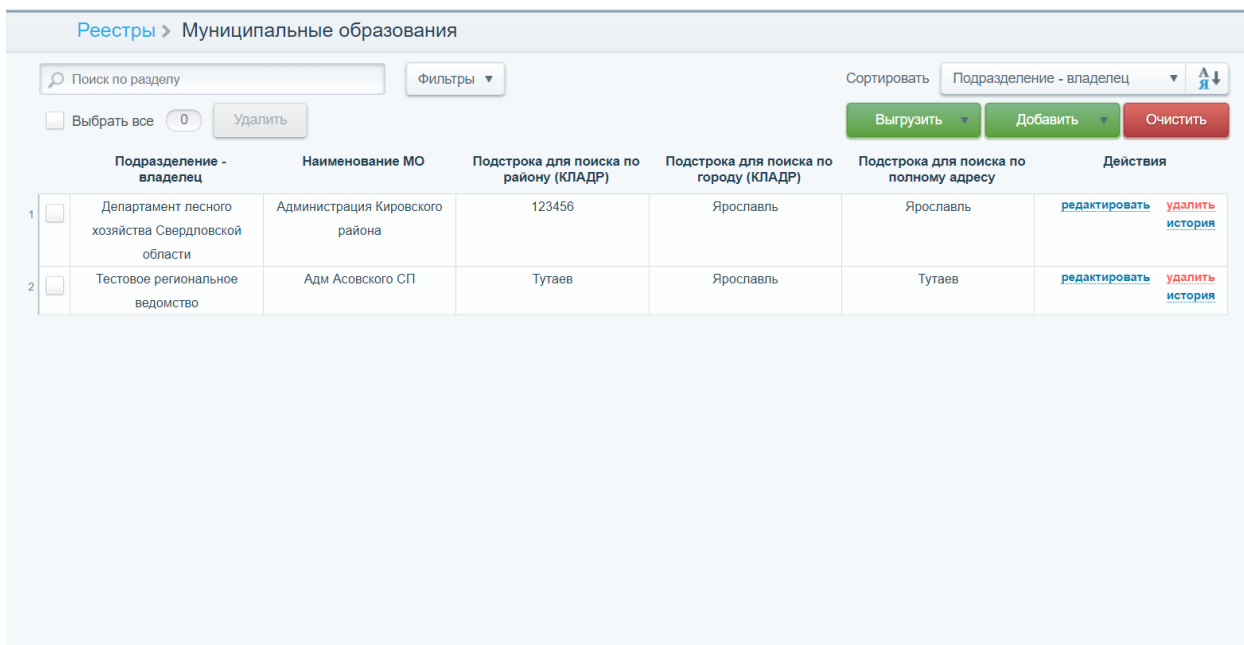 Реестры > Муниципальные образования
Поиск по разделу
Фильтры ▼
Сортировать
Подразделение - владелец ▼
А
Я
Выбрать все 0 Удалить
Выгрузить ▼ Добавить ▼ Очистить
Подразделение - Наименование МО Подстрока для поиска по Подстрока для поиска по Подстрока для поиска по Действия
владелец району (КЛАДР) городу (КЛАДР) полному адресу
1 Департамент лесного Администрация Кировского 123456 Ярославль Ярославль редактировать удалить
хозяйства Свердловской района история
области
2 Тестовое региональное Адм Асовского СП Тутаев Ярославль Тутаев редактировать удалить
ведомство история